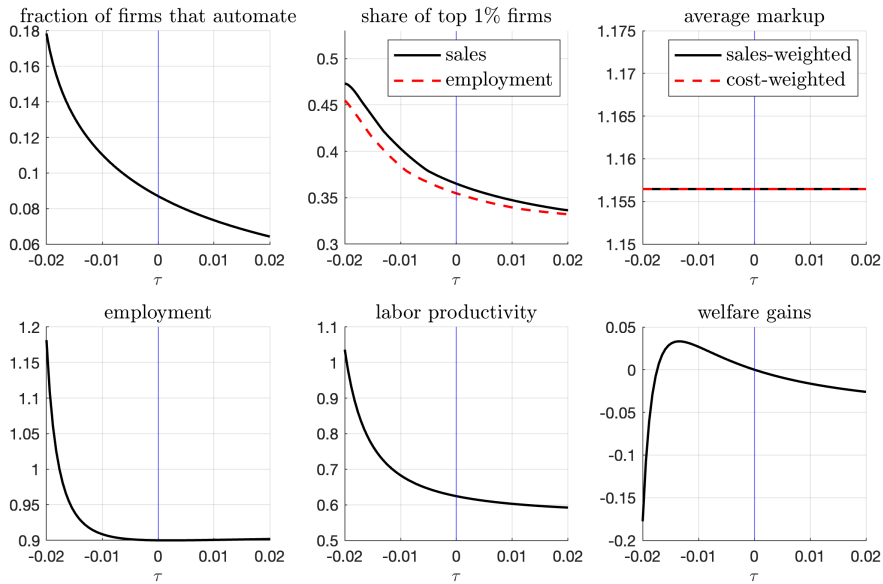 fraction of firms that automate
0.18
0.16
0.14
0.12
0.1
0.08
0.06
-0.02 -0.01 0 0.01 0.02
τ
share of top 1% firms
sales
employment
0.5
0.45
0.4
0.35
0.3
-0.02 -0.01 0 0.01 0.02
τ
average markup
sales-weighted
cost-weighted
1.175
1.17
1.165
1.16
1.155
1.15
-0.02 -0.01 0 0.01 0.02
τ
employment
1.2
1.15
1.1
1.05
1
0.95
0.9
-0.02 -0.01 0 0.01 0.02
τ
labor productivity
1.1
1
0.9
0.8
0.7
0.6
0.5
-0.02 -0.01 0 0.01 0.02
τ
welfare gains
0.05
0
-0.05
-0.1
-0.15
-0.2
-0.02 -0.01 0 0.01 0.02
τ